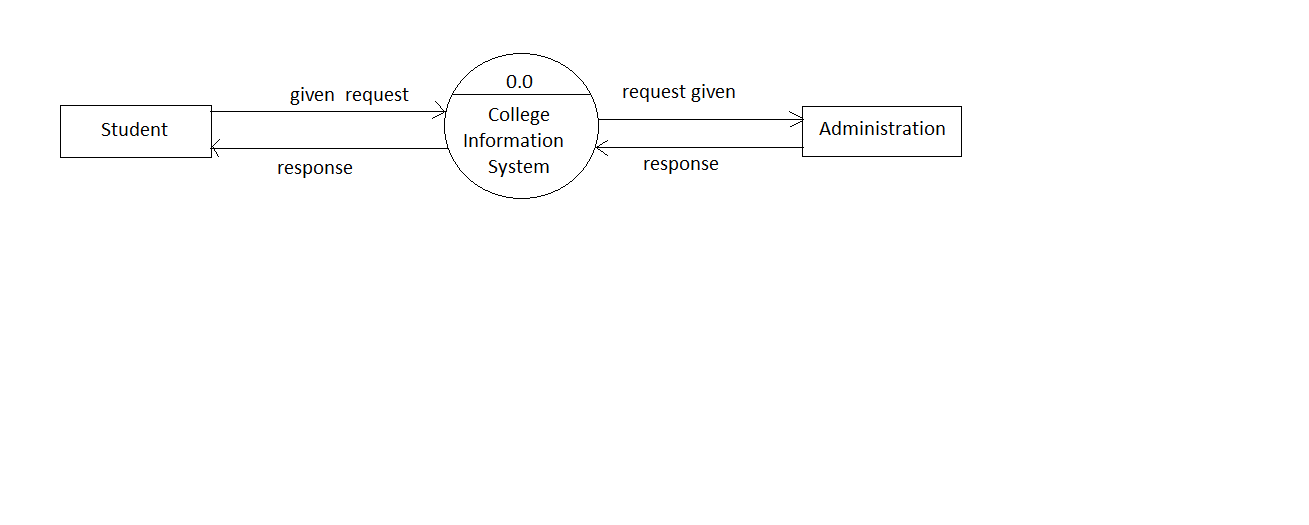 0.0
given  request
request given
College
Student
Administration
Information
System
response
response